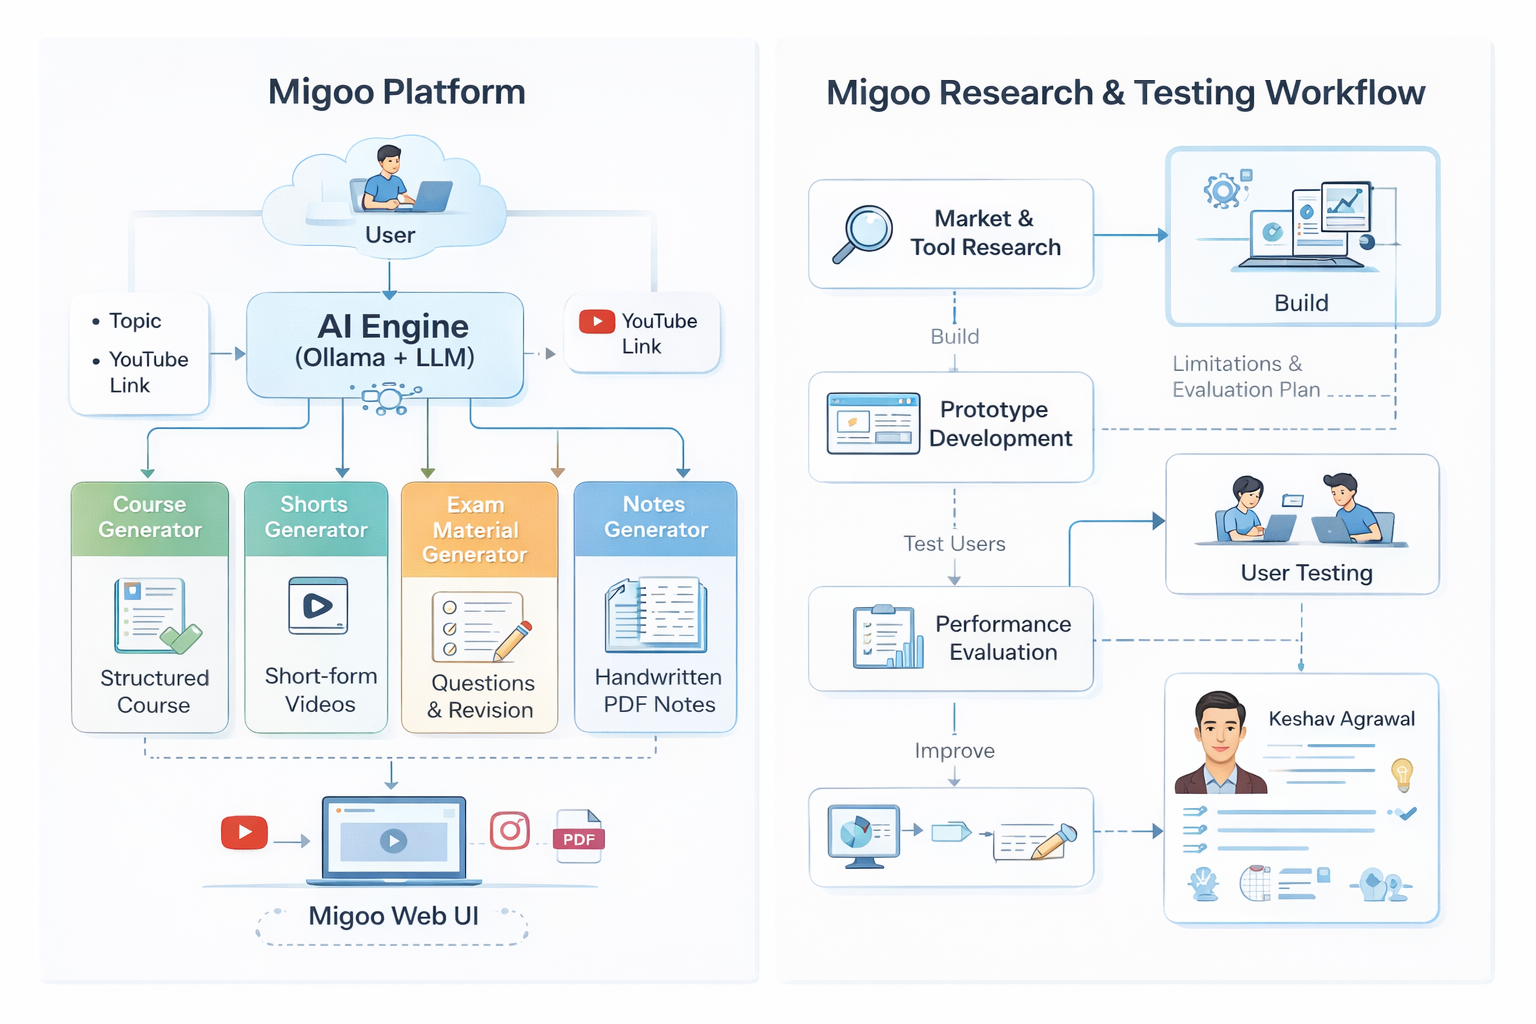 Migoo Platform
User
• Topic
• YouTube
Link
AI Engine
(Ollama + LLM)
YouTube
Link
Course
Generator
Structured
Course
Shorts
Generator
Short-form
Videos
Exam
Material
Generator
Questions
& Revision
Notes
Generator
Handwritten
PDF Notes
PDF
Migoo Web UI
Migoo Research & Testing Workflow
Market &
Tool Research
Build
Build
Limitations &
Evaluation Plan
Prototype
Development
Test Users
User Testing
Performance
Evaluation
Improve
Keshav Agrawal